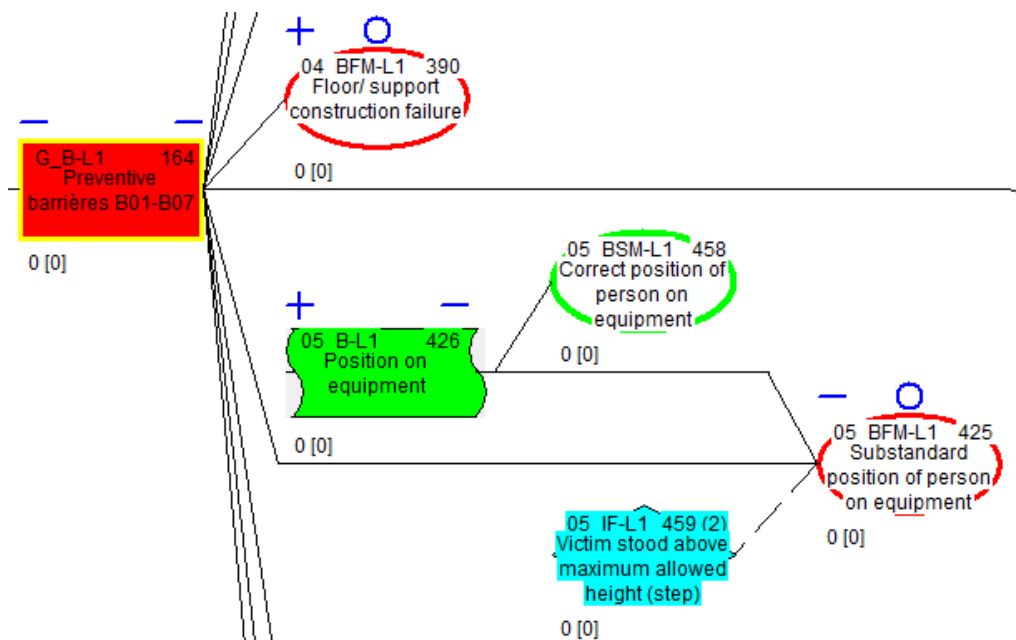 04 BFM-L1 390
Floor/ support
construction failure
0 [0]
G_B-L1 164
Preventive
barrières B01-B07
0 [0]
05 BSM-L1 458
Correct position of
person on
equipment
0 [0]
05 B-L1 426
Position on
equipment
0 [0]
05 BFM-L1 425
Substandard
position of person
on equipment
0 [0]
05 IF-L1 459 (2)
Victim stood above
maximum allowed
height (step)
0 [0]